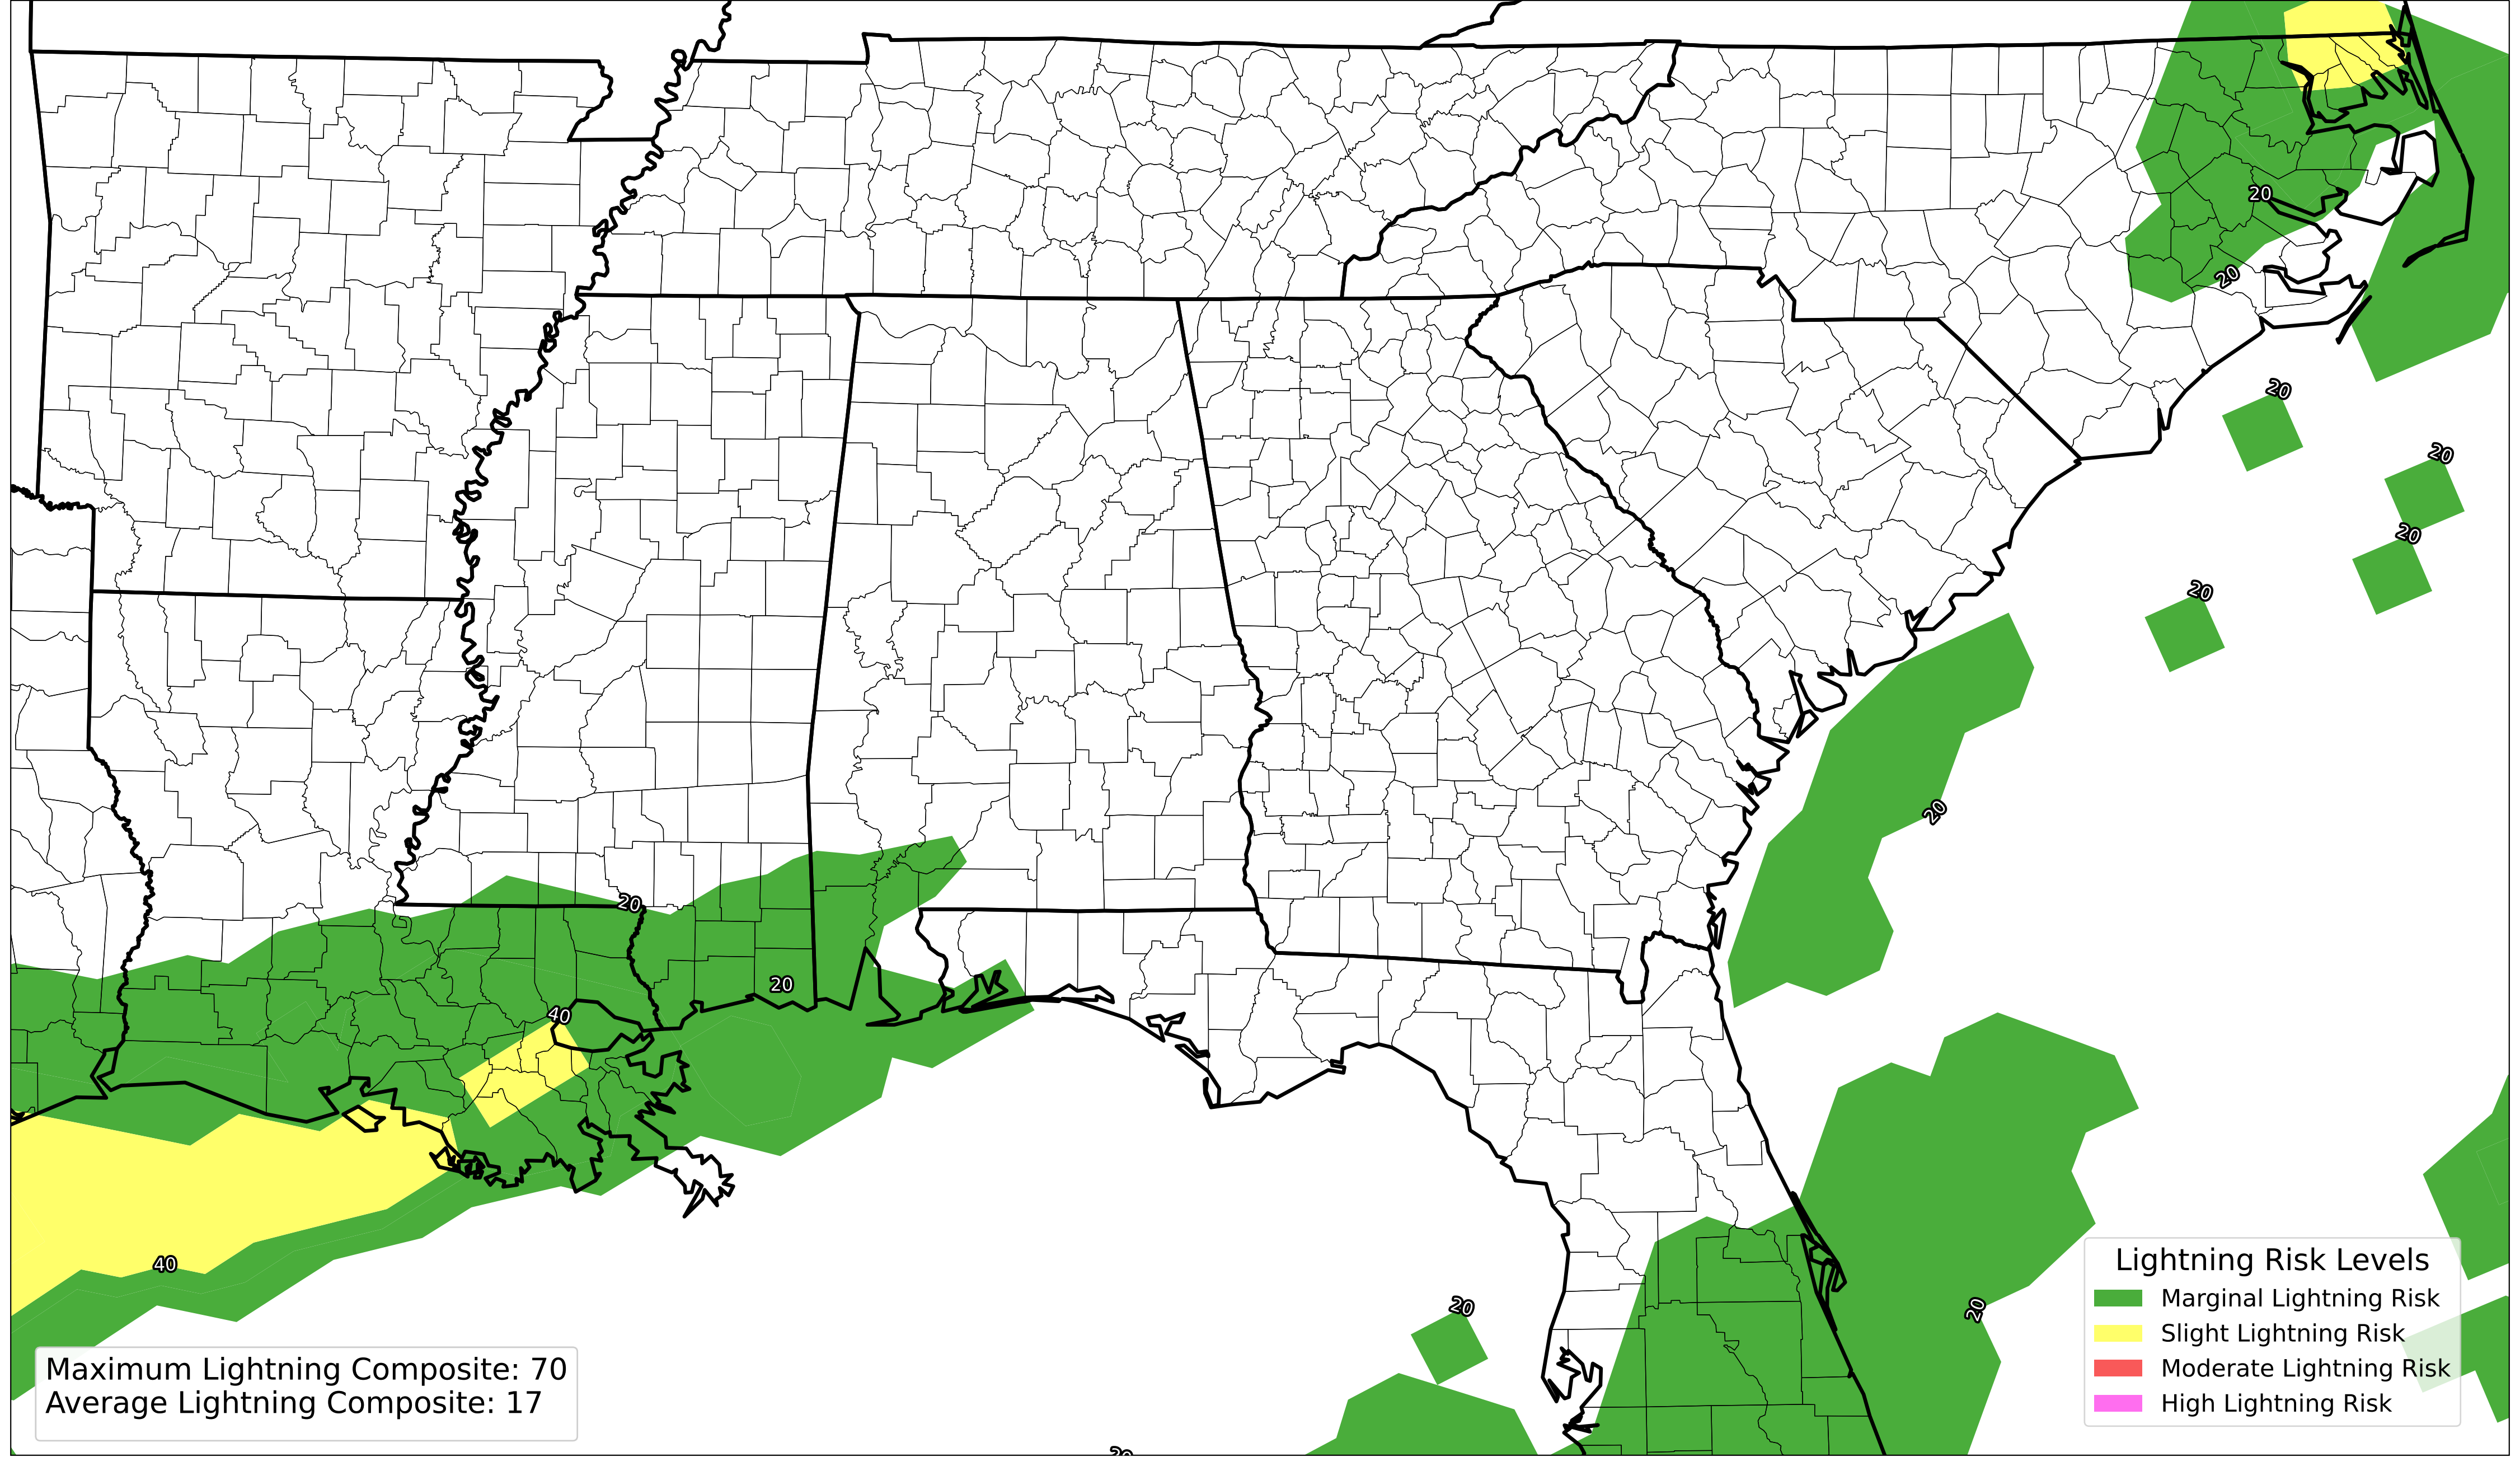 20
20
20
20
20
20
20
20
20
40
40
20
20
20
Lightning Risk Levels
Marginal Lightning Risk
Slight Lightning Risk
Moderate Lightning Risk
High Lightning Risk
Maximum Lightning Composite: 70
Average Lightning Composite: 17